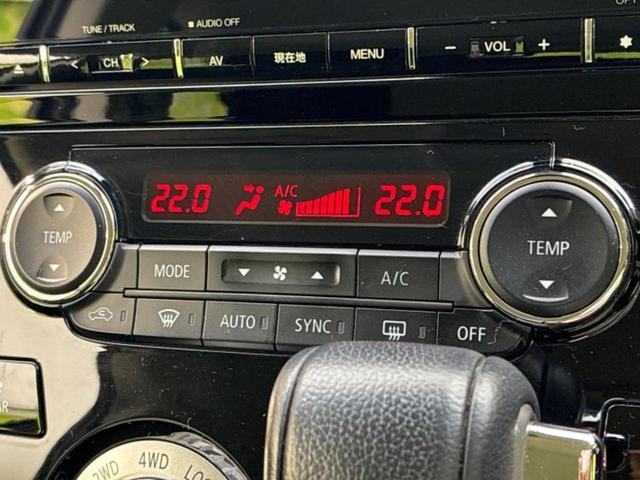 TUNE / TRACK AUDIO OFF
CH AV 現在地 MENU − VOL +
22.0 A/C 22.0
TEMP TEMP
MODE A/C
AUTO SYNC OFF
2WD 4WD LOCK